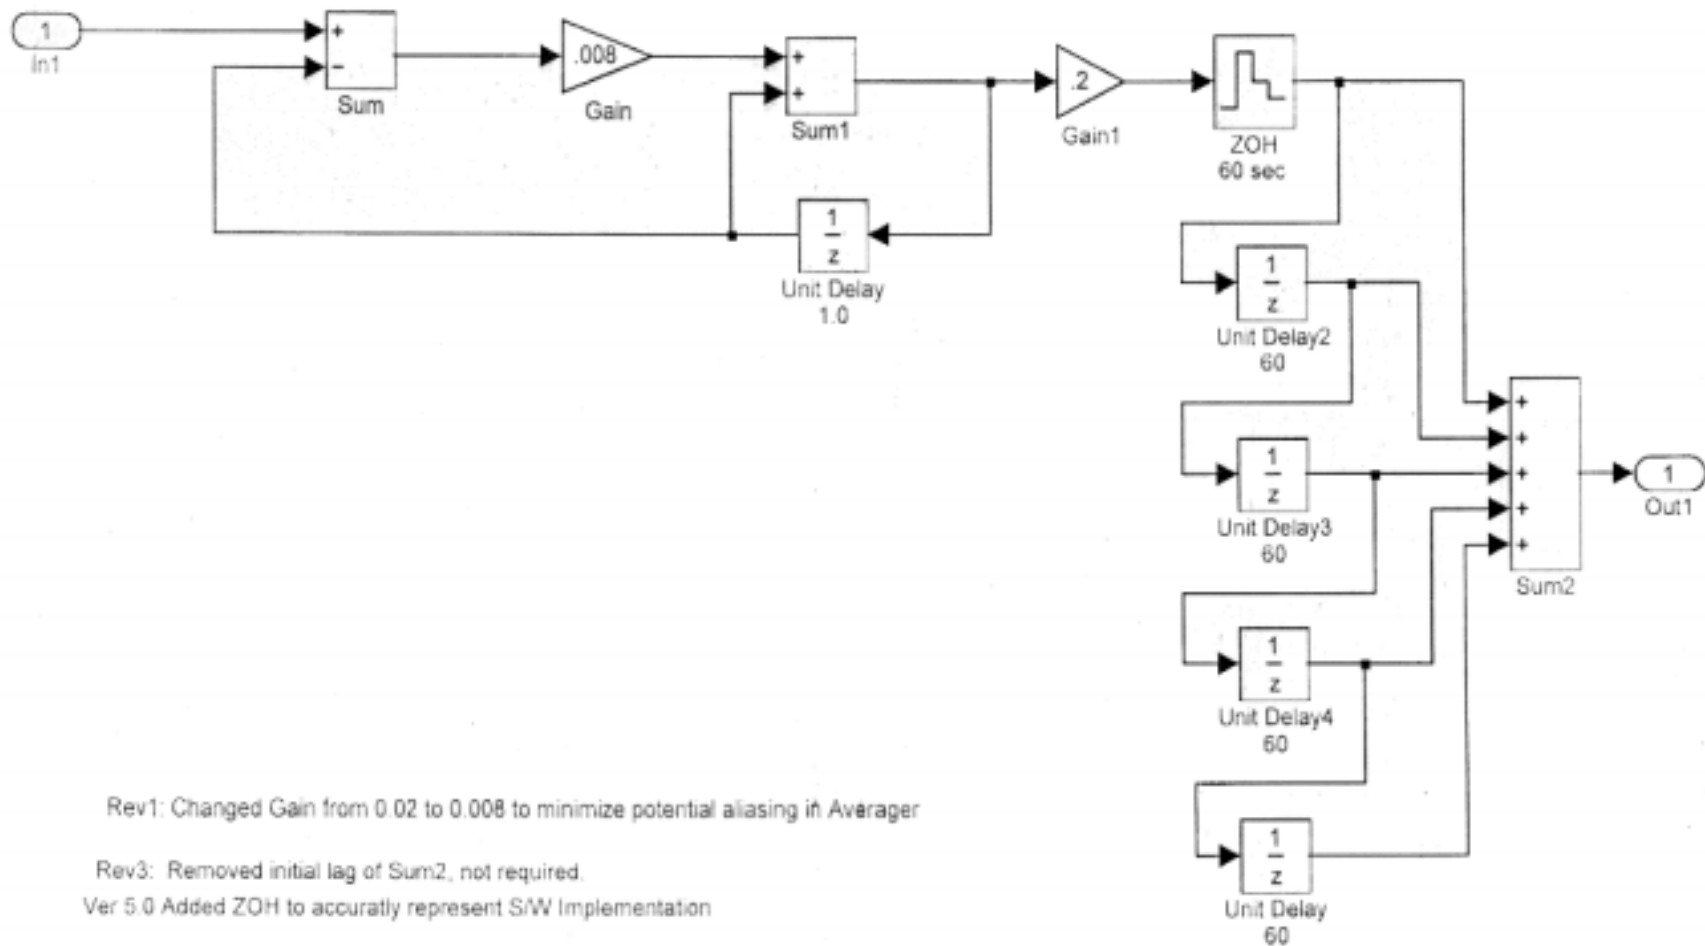 1
In1
+
−
Sum
.008
Gain
+
+
Sum1
.2
Gain1
ZOH
60 sec
1
z
Unit Delay
1.0
1
z
Unit Delay2
60
1
z
Unit Delay3
60
1
z
Unit Delay4
60
1
z
Unit Delay
60
+
+
+
+
+
Sum2
1
Out1
Rev1: Changed Gain from 0.02 to 0.008 to minimize potential aliasing in Averager
Rev3: Removed initial lag of Sum2, not required.
Ver 5.0 Added ZOH to accuratly represent S/W Implementation